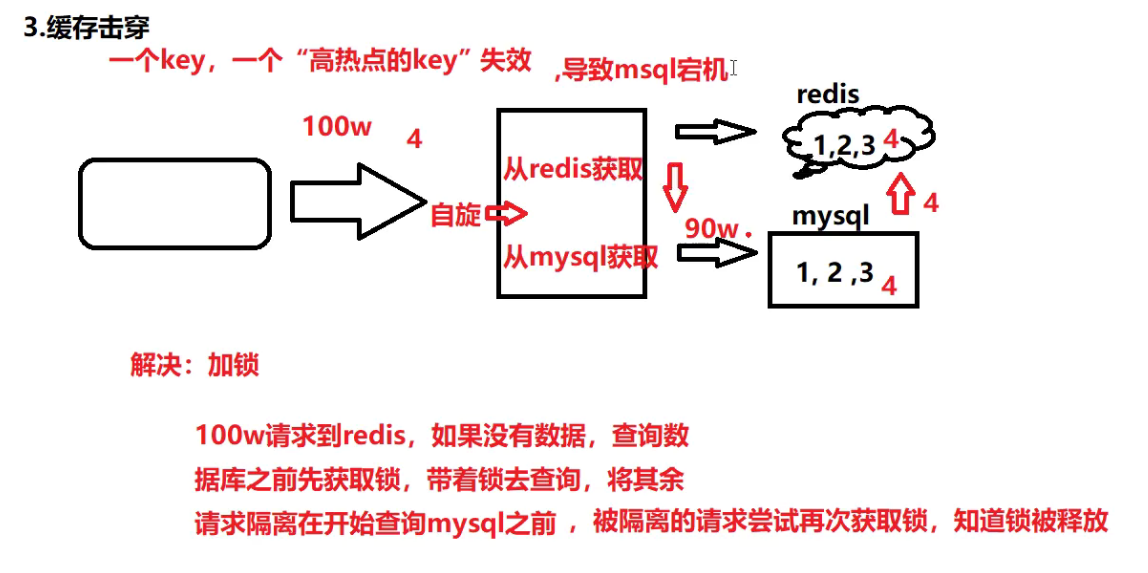 3.缓存击穿
一个key，一个“高热点的key”失效 ,导致msql宕机
redis
100w 4
1,2,3 4
从redis获取
自旋
4
mysql
90w .
从mysql获取
1, 2 ,3 4
解决：加锁
100w请求到redis，如果没有数据，查询数
据库之前先获取锁，带着锁去查询，将其余
请求隔离在开始查询mysql之前 ，被隔离的请求尝试再次获取锁，知道锁被释放